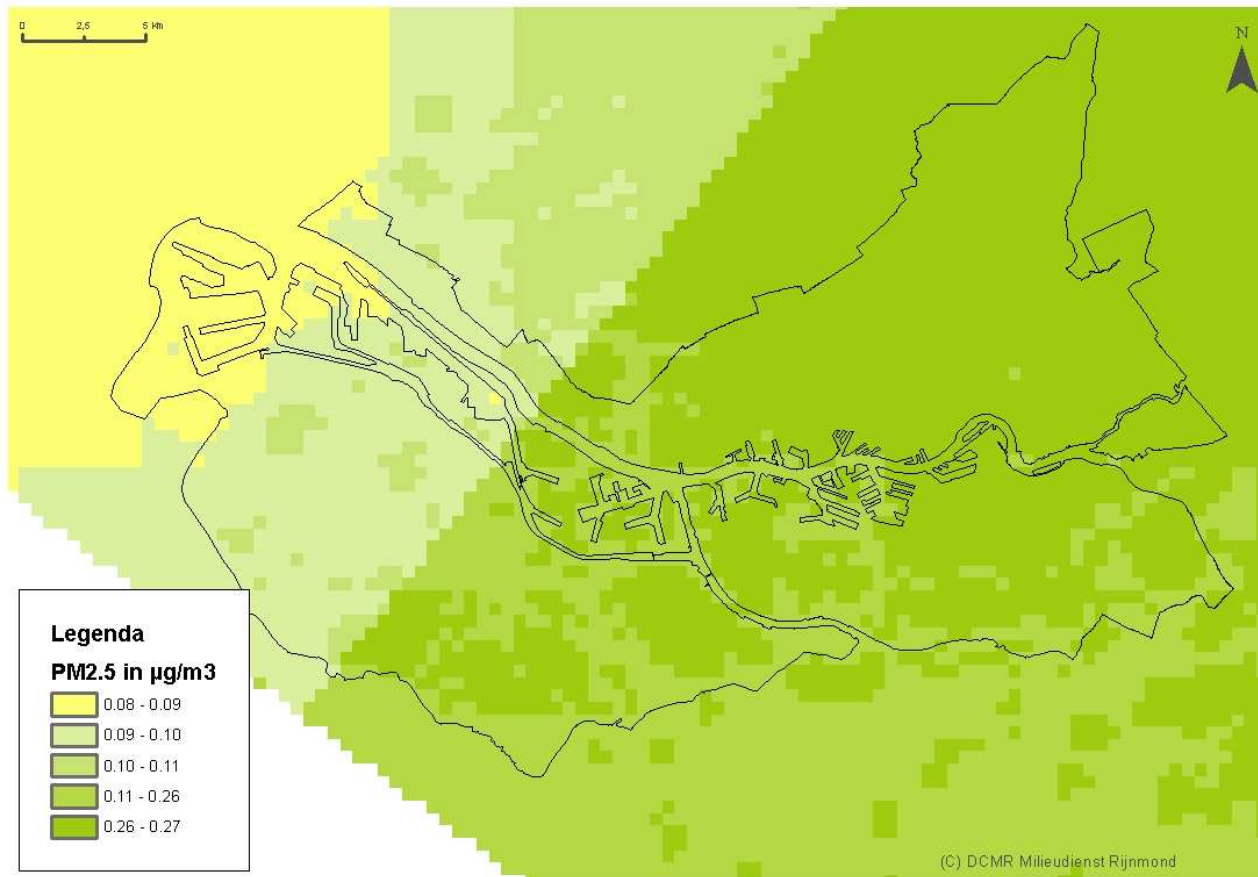 0 2,5 5 Km
N
Legenda
PM2.5 in µg/m3
0.08 - 0.09
0.09 - 0.10
0.10 - 0.11
0.11 - 0.26
0.26 - 0.27
(C) DCMR Milieudienst Rijnmond